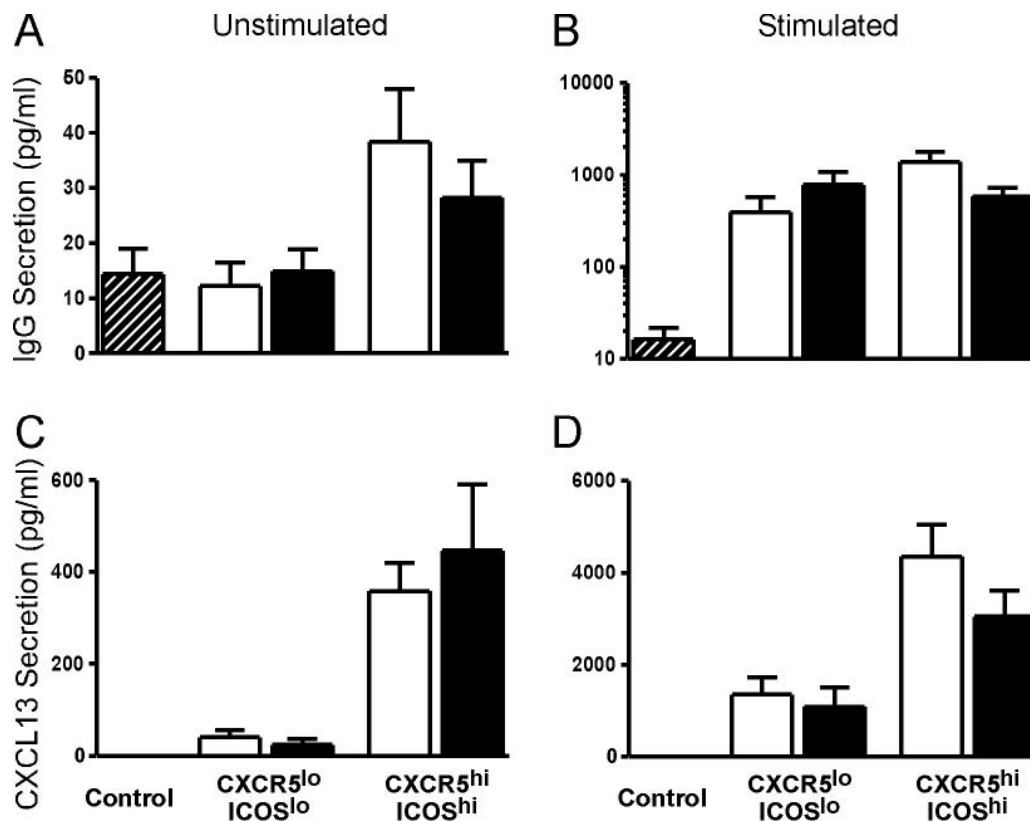 A
Unstimulated
B
Stimulated
IgG Secretion (pg/ml)
50
40
30
20
10
0
10000
1000
100
10
C
D
CXCL13 Secretion (pg/ml)
600
400
200
0
6000
4000
2000
0
Control
CXCR5lo
ICOSlo
CXCR5hi
ICOShi
Control
CXCR5lo
ICOSlo
CXCR5hi
ICOShi